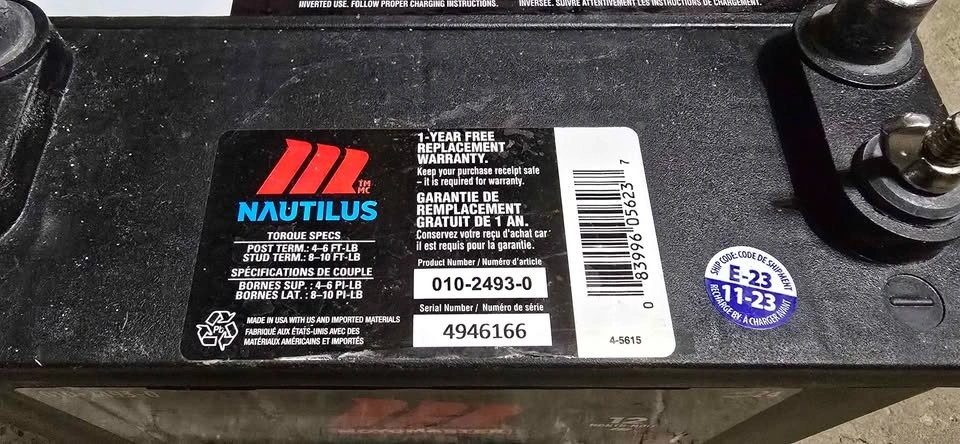 INVERTED USE. FOLLOW PROPER CHARGING INSTRUCTIONS.
INVERSÉE. SUIVRE ATTENTIVEMENT LES INSTRUCTIONS DE CHARGEMENT.
TM
MC
NAUTILUS
TORQUE SPECS
POST TERM.: 4–6 FT-LB
STUD TERM.: 8–10 FT-LB
SPÉCIFICATIONS DE COUPLE
BORNES SUP. : 4–6 PI-LB
BORNES LAT. : 8–10 PI-LB
Pb
MADE IN USA WITH US AND IMPORTED MATERIALS
FABRIQUÉ AUX ÉTATS-UNIS AVEC DES
MATÉRIAUX AMÉRICAINS ET IMPORTÉS
1-YEAR FREE
REPLACEMENT
WARRANTY.
Keep your purchase receipt safe
– it is required for warranty.
GARANTIE DE
REMPLACEMENT
GRATUIT DE 1 AN.
Conservez votre reçu d'achat car
il est requis pour la garantie.
Product Number / Numéro d'article
010-2493-0
Serial Number / Numéro de série
4946166
0 83996 05623 7
4-5615
SHIP CODE: CODE DE SHIPMENT
E-23
11-23
RECHARGE BY À CHARGER AVANT
MOTOMASTER
12